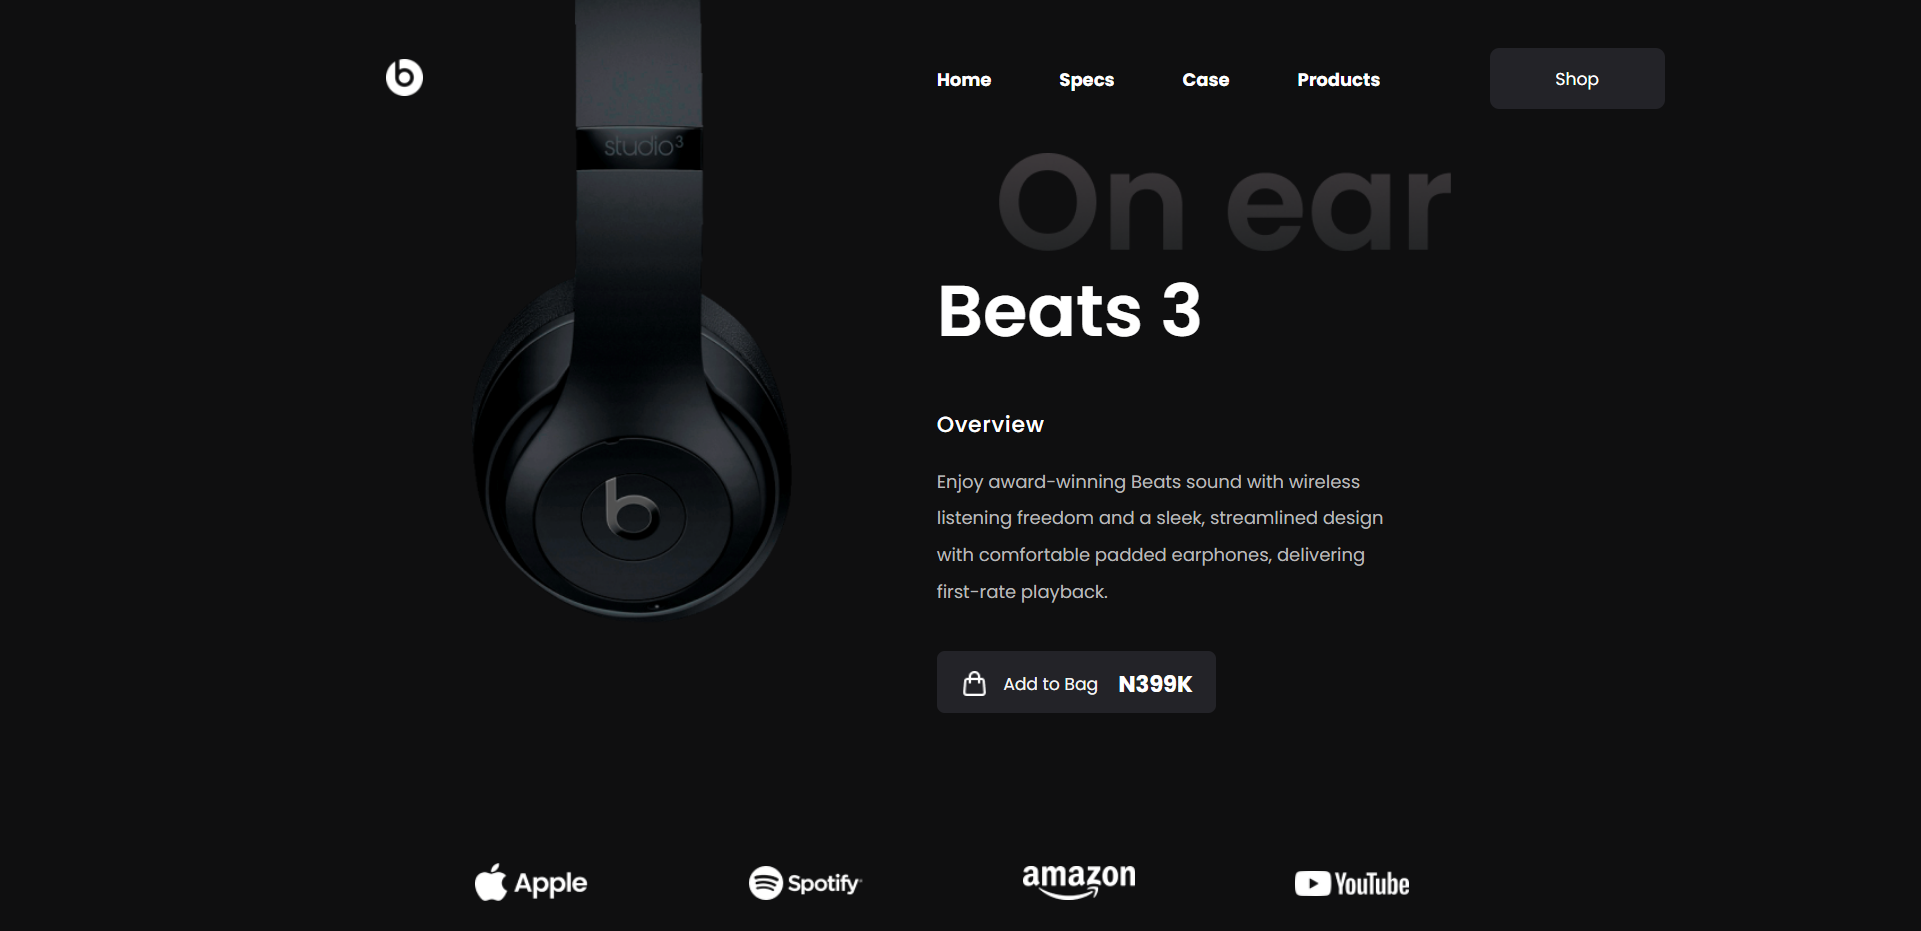 Home Specs Case Products Shop
studio3
On ear
Beats 3
Overview
Enjoy award-winning Beats sound with wireless
listening freedom and a sleek, streamlined design
with comfortable padded earphones, delivering
first-rate playback.
Add to Bag N399K
Apple Spotify amazon YouTube